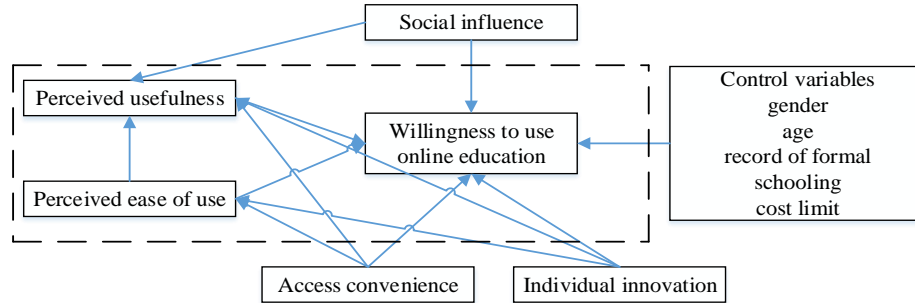 Social influence
Perceived usefulness
Willingness to use
online education
Perceived ease of use
Control variables
gender
age
record of formal
schooling
cost limit
Access convenience
Individual innovation